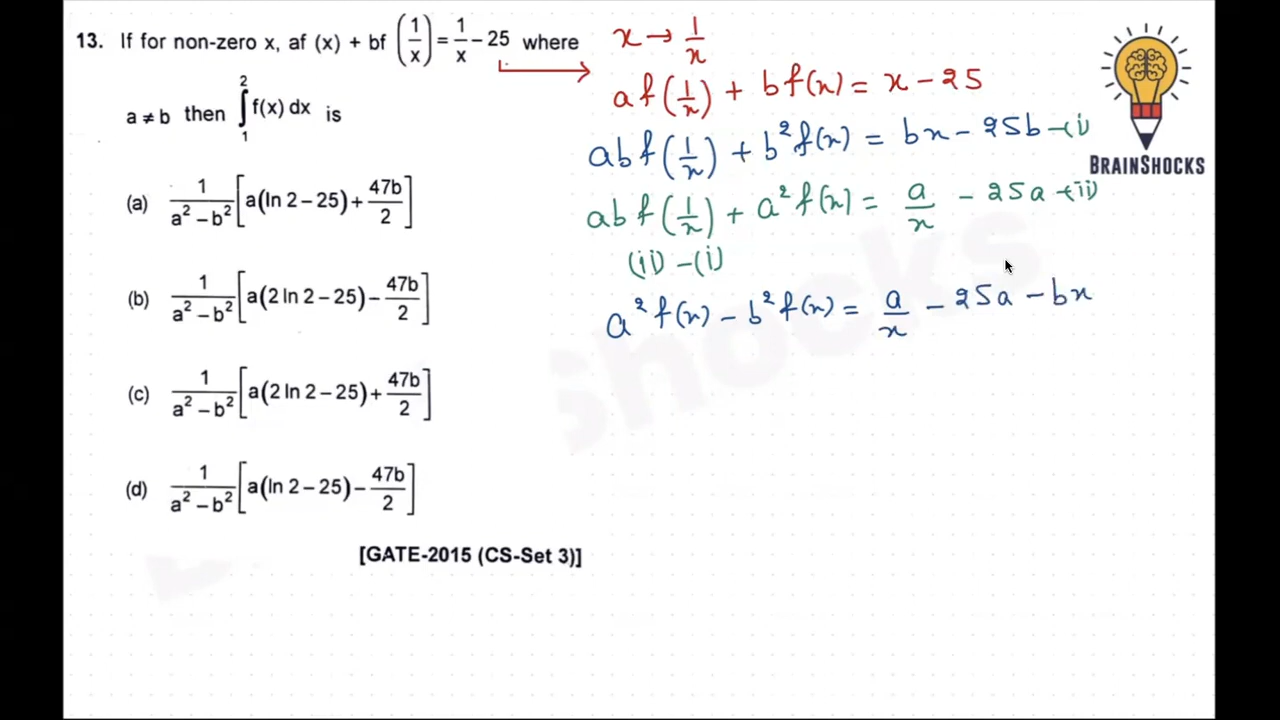 13. If for non-zero x, af (x) + bf (1/x) = 1/x − 25 where
a ≠ b then ∫₁² f(x) dx is
(a) 1/(a² − b²) [a(ln 2 − 25) + 47b/2]
(b) 1/(a² − b²) [a(2 ln 2 − 25) − 47b/2]
(c) 1/(a² − b²) [a(2 ln 2 − 25) + 47b/2]
(d) 1/(a² − b²) [a(ln 2 − 25) − 47b/2]
[GATE-2015 (CS-Set 3)]
x → 1/x
af(1/x) + bf(x) = x − 25
abf(1/x) + b²f(x) = bx − 25b −(i)
abf(1/x) + a²f(x) = a/x − 25a −(ii)
(ii) − (i)
a²f(x) − b²f(x) = a/x − 25a − bx
BRAINSHOCKS